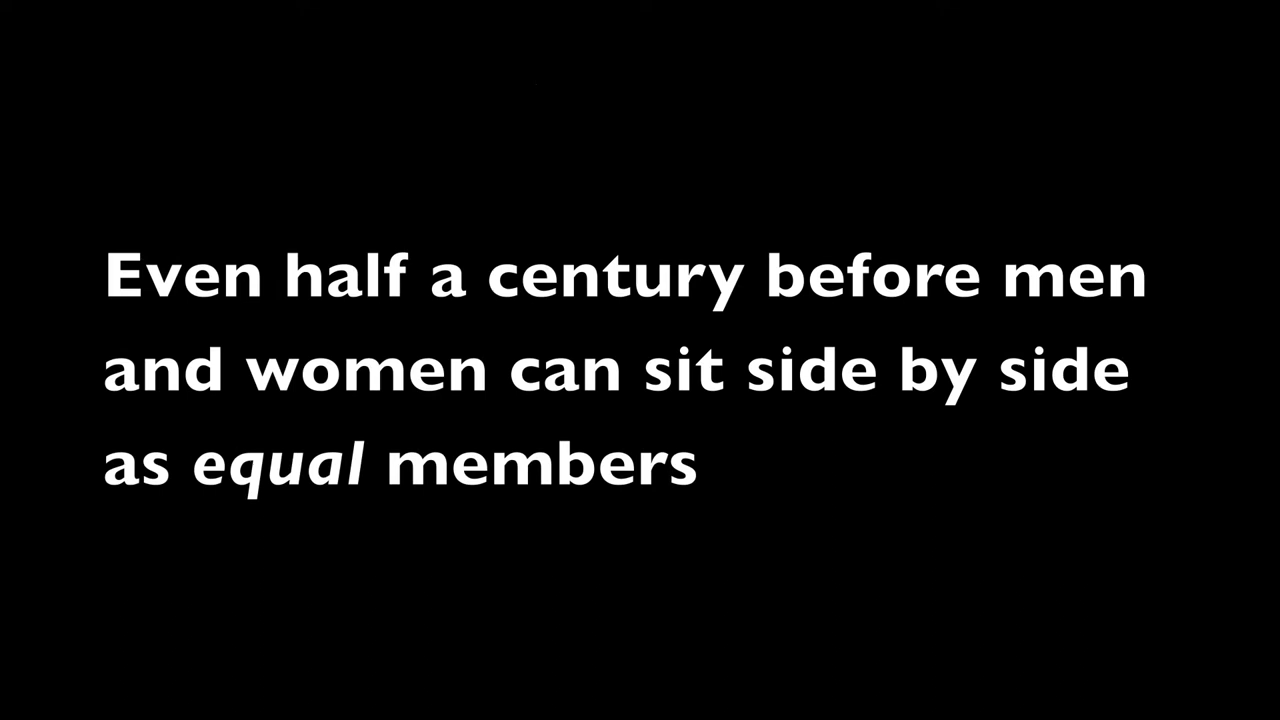 Even half a century before men
and women can sit side by side
as equal members